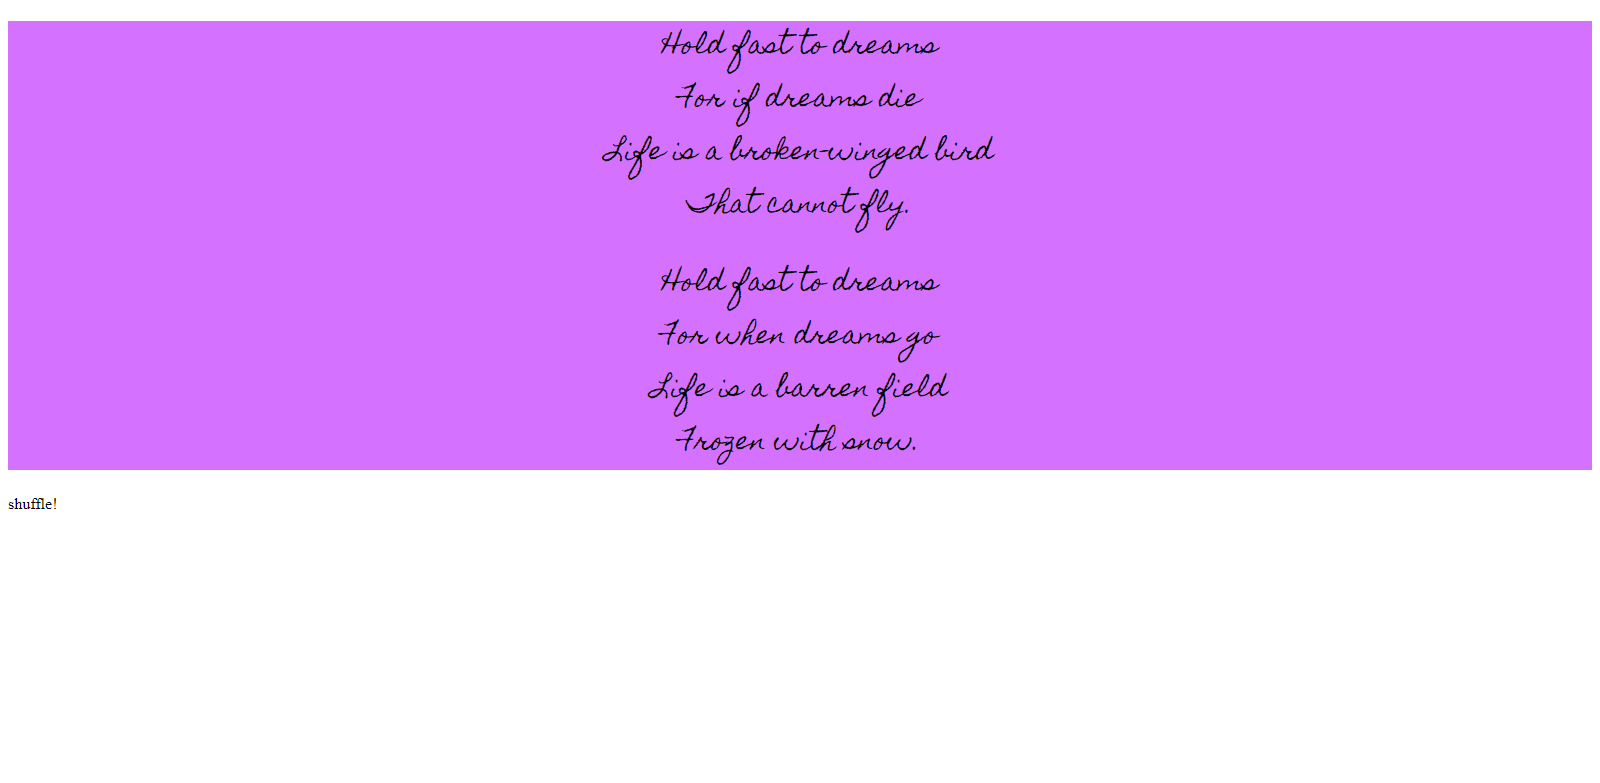 Hold fast to dreams
For if dreams die
Life is a broken-winged bird
That cannot fly.
Hold fast to dreams
For when dreams go
Life is a barren field
Frozen with snow.
shuffle!